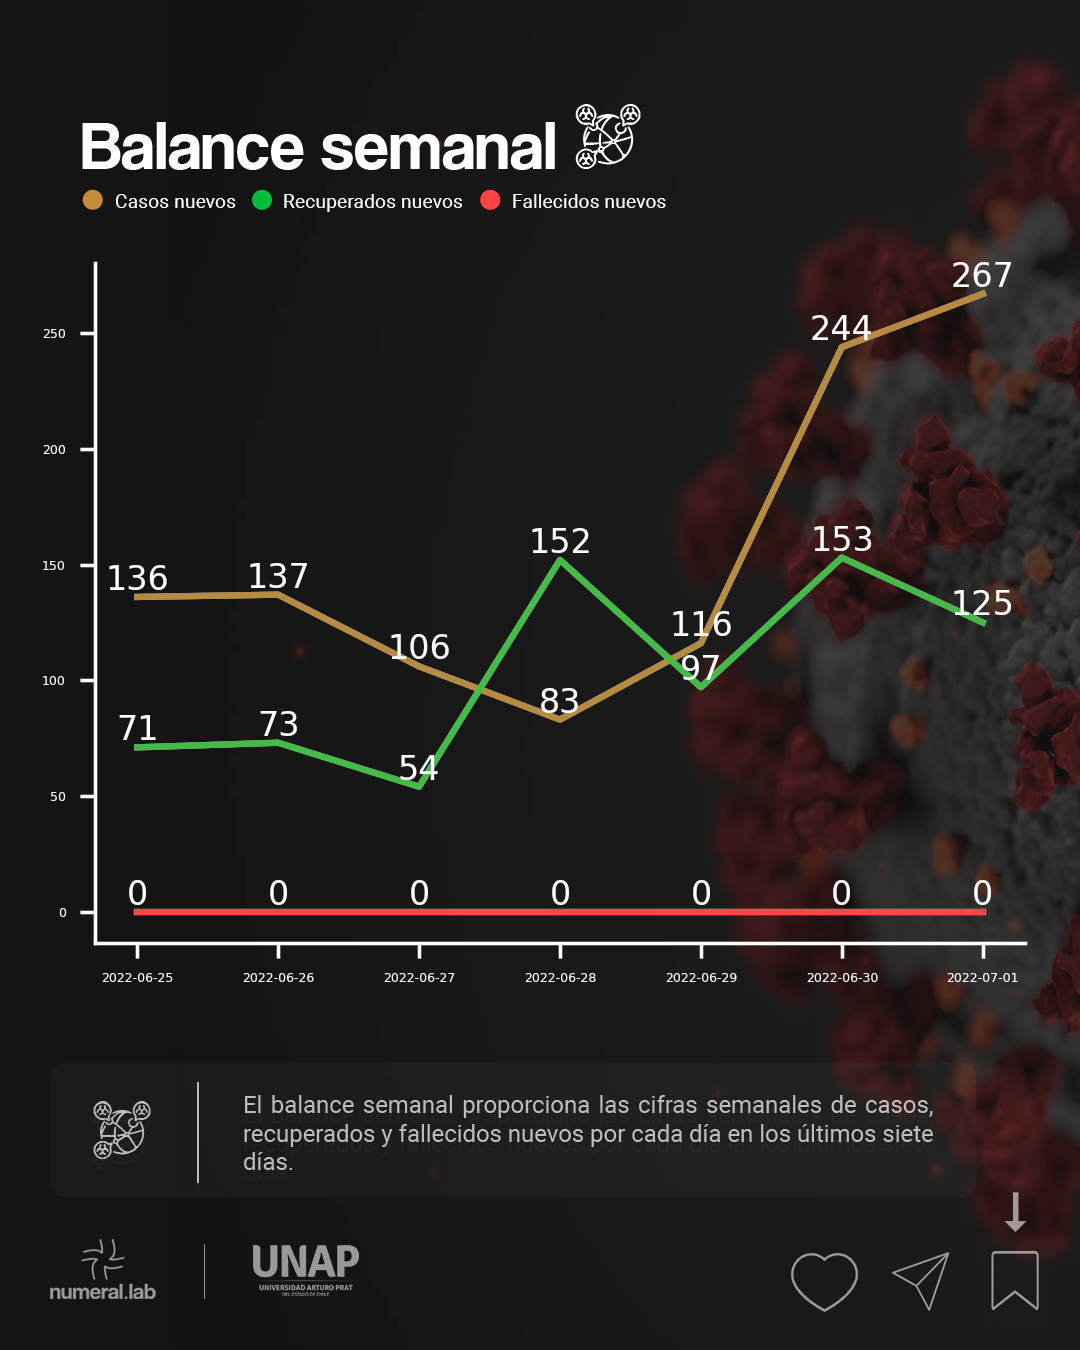 Balance semanal
Casos nuevos Recuperados nuevos Fallecidos nuevos
267
250
244
200
152
153
150
136
137
125
116
106
100
97
83
71
73
54
50
0 0 0 0 0 0 0
0
2022-06-25 2022-06-26 2022-06-27 2022-06-28 2022-06-29 2022-06-30 2022-07-01
El balance semanal proporciona las cifras semanales de casos,
recuperados y fallecidos nuevos por cada día en los últimos siete
días.
numeral.lab
UNAP
UNIVERSIDAD ARTURO PRAT
DEL ESTADO DE CHILE